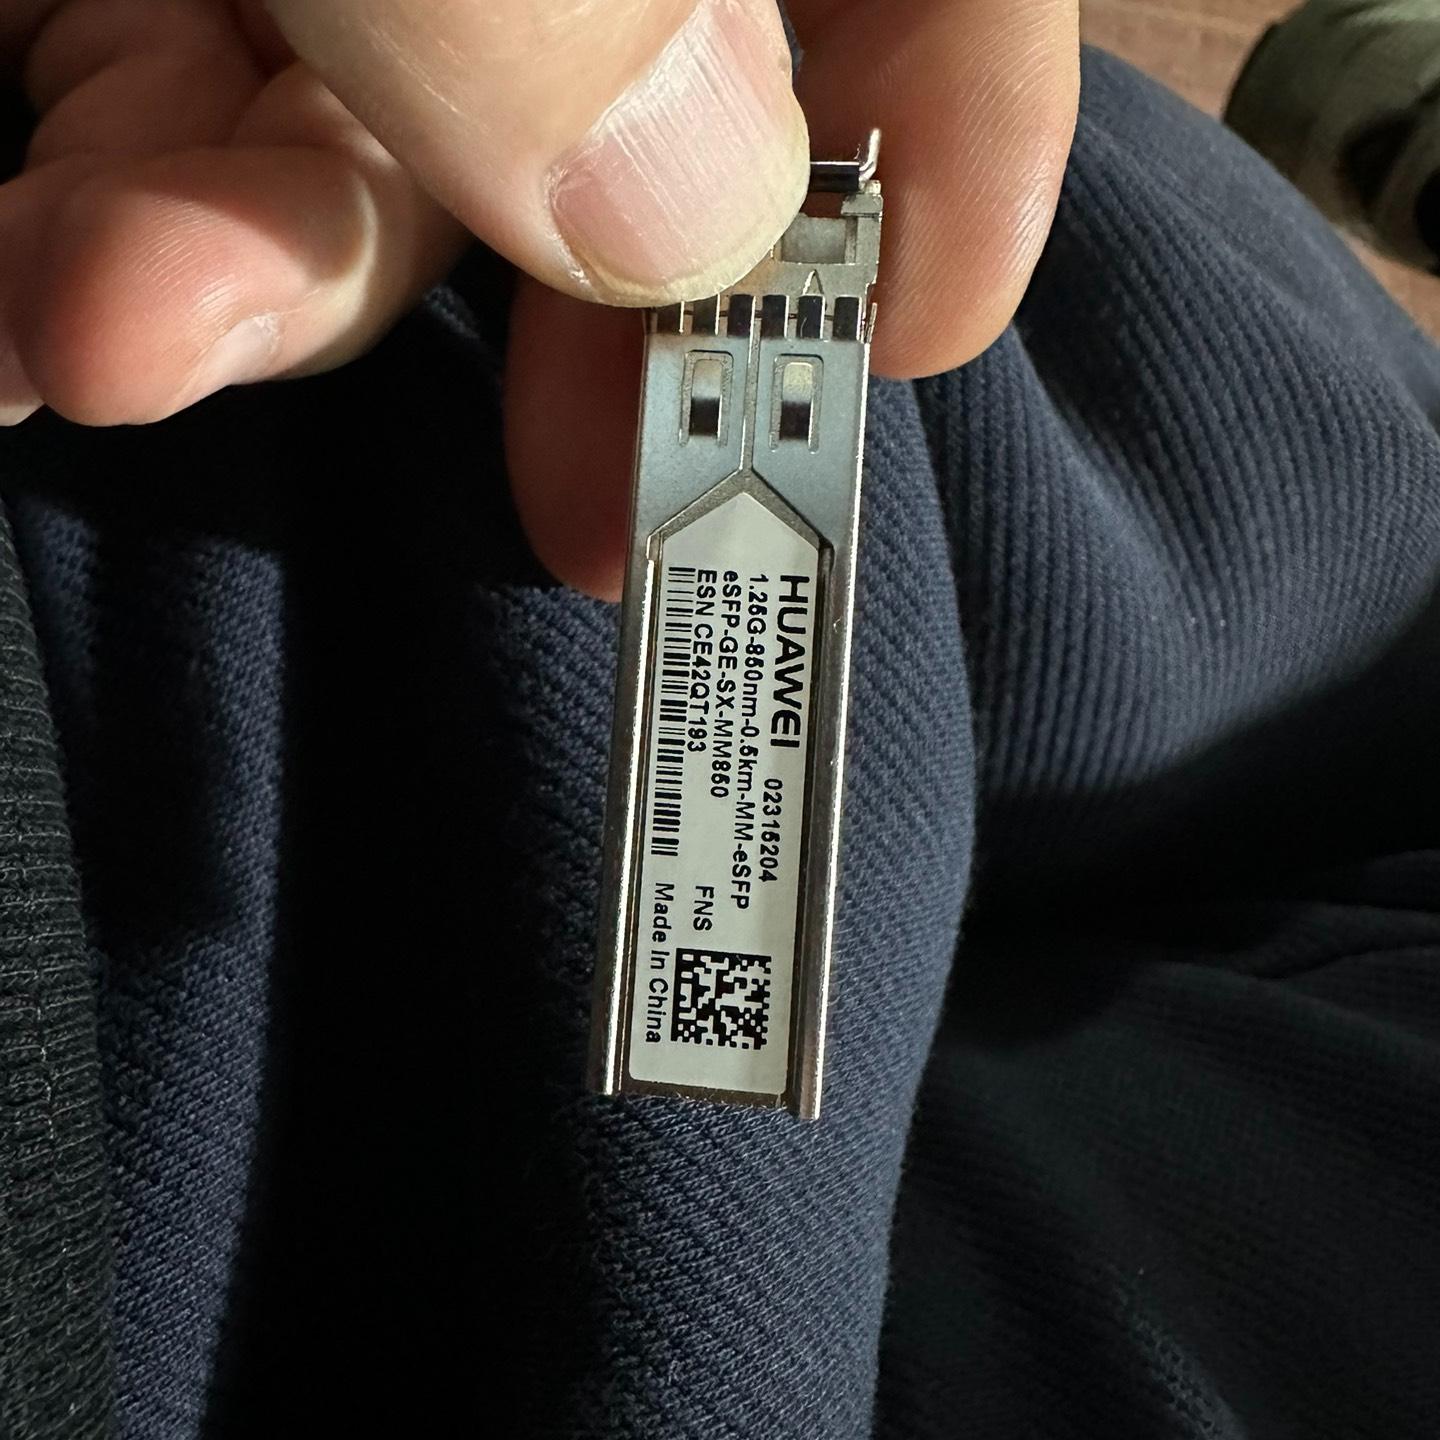 HUAWEI 02315204
1.25G-850nm-0.5km-MM-eSFP
eSFP-GE-SX-MM850
ESN CE42QT193 FNS
Made In China